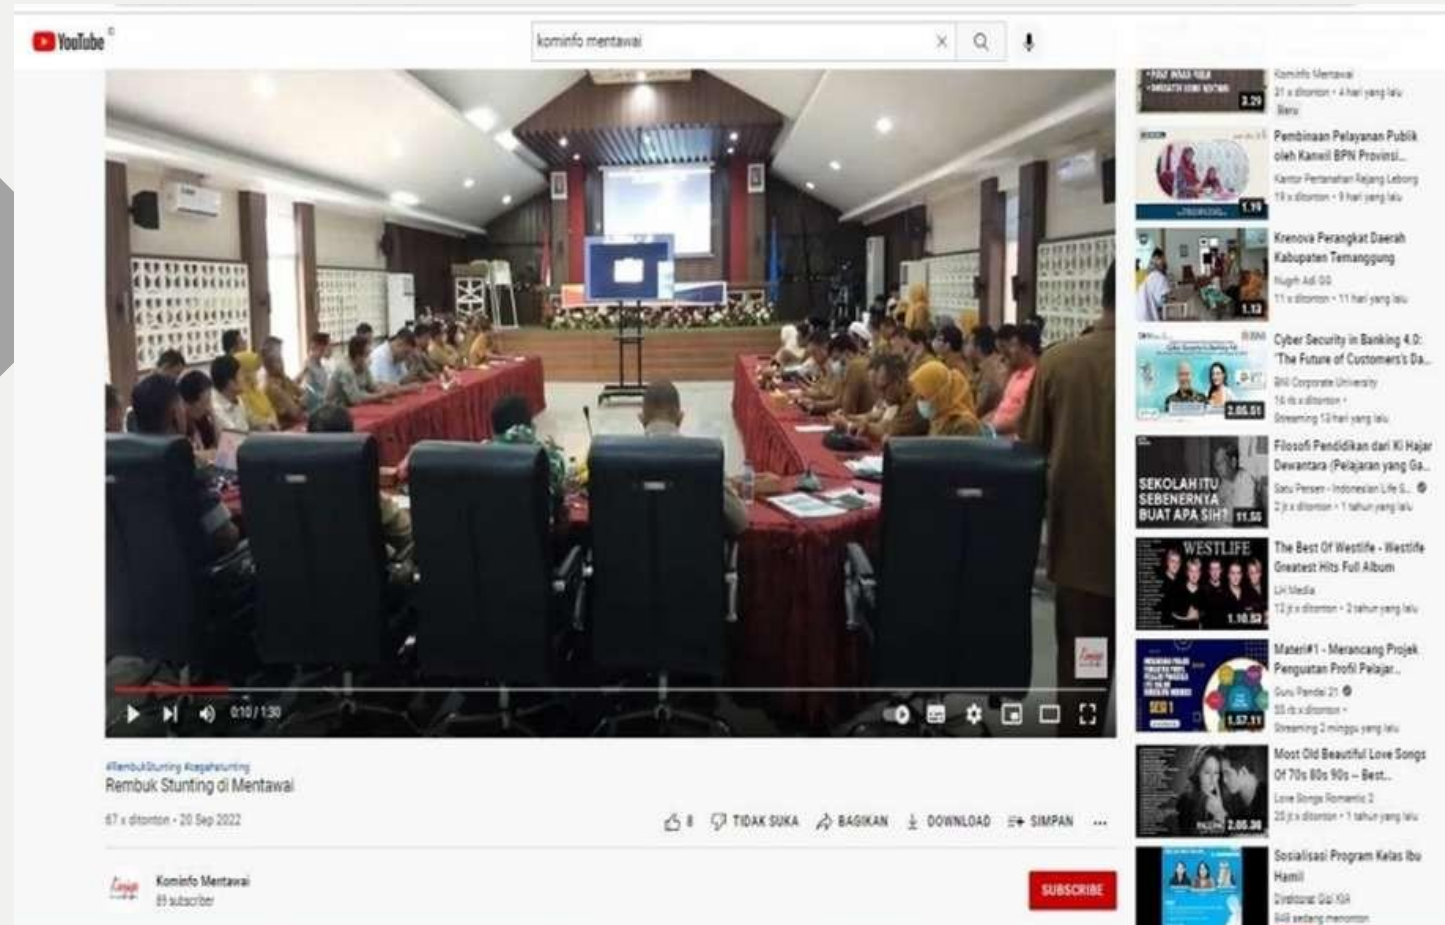 YouTube
ID
kominfo mentawai
0:10 / 1:30
#RembukStunting #cegahstunting
Rembuk Stunting di Mentawai
67 x ditonton • 20 Sep 2022
8 TIDAK SUKA BAGIKAN DOWNLOAD SIMPAN ...
Kominfo Mentawai
89 subscriber
SUBSCRIBE
3.29
Kominfo Mentawai
31 x ditonton • 4 hari yang lalu
Baru
1.19
Pembinaan Pelayanan Publik
oleh Kanwil BPN Provinsi...
Kantor Pertanahan Rejang Lebong
19 x ditonton • 9 hari yang lalu
1.13
Krenova Perangkat Daerah
Kabupaten Temanggung
Nugrh Adi GG
11 x ditonton • 11 hari yang lalu
2.05.51
Cyber Security in Banking 4.0:
'The Future of Customers's Da...
BNI Corporate University
16 rb x ditonton •
Streaming 13 hari yang lalu
SEKOLAH ITU
SEBENERNYA
BUAT APA SIH?
11.55
Filosofi Pendidikan dari Ki Hajar
Dewantara (Pelajaran yang Ga...
Satu Persen - Indonesian Life S...
2 jt x ditonton • 1 tahun yang lalu
WESTLIFE
1.10.52
The Best Of Westlife - Westlife
Greatest Hits Full Album
LH Media
12 jt x ditonton • 2 tahun yang lalu
SESI 1
1.57.11
Materi#1 - Merancang Projek
Penguatan Profil Pelajar...
Guru Pandai 21
55 rb x ditonton •
Streaming 2 minggu yang lalu
2.05.30
Most Old Beautiful Love Songs
Of 70s 80s 90s -- Best...
Love Songs Romantic 2
25 jt x ditonton • 1 tahun yang lalu
Sosialisasi Program Kelas Ibu
Hamil
Direktorat Gizi KIA
949 sedang menonton